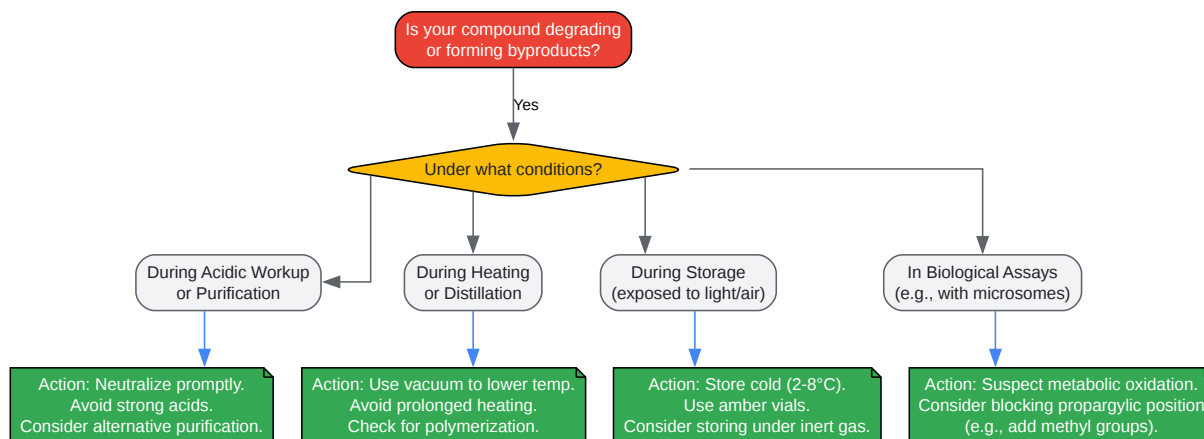 Is your compound degrading
or forming byproducts?
Yes
Under what conditions?
During Acidic Workup
or Purification
During Heating
or Distillation
During Storage
(exposed to light/air)
In Biological Assays
(e.g., with microsomes)
Action: Neutralize promptly.
Avoid strong acids.
Consider alternative purification.
Action: Use vacuum to lower temp.
Avoid prolonged heating.
Check for polymerization.
Action: Store cold (2-8°C).
Use amber vials.
Consider storing under inert gas.
Action: Suspect metabolic oxidation.
Consider blocking propargylic position
(e.g., add methyl groups).